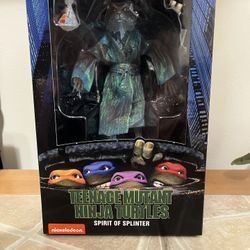 TEENAGE MUTANT
NINJA TURTLES
SPIRIT OF SPLINTER
nickelodeon